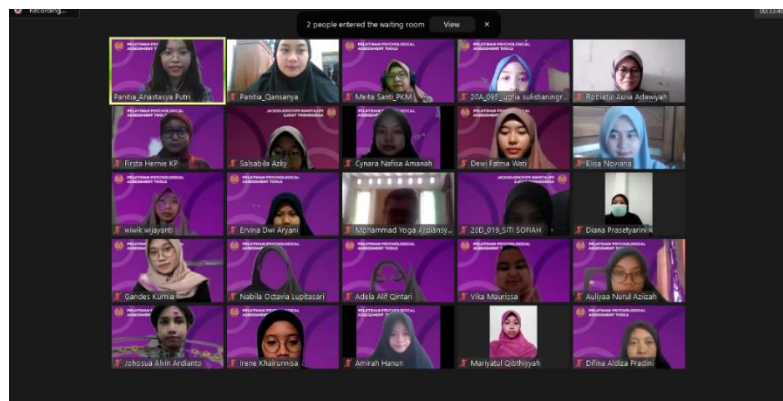 Recording...
2 people entered the waiting room View ×
PELATIHAN PSYCHOLOGICAL
ASSESSMENT TOOLS
Panitia_Anastasya Putri
Panitia_Qansanya
Meita Santi_PKM
sulistianingr...
Robiatul Aulia Adawiyah
Firsta Hernie KP
Salsabila Azky
Cynara Nafisa Amanah
Dewi Fatma Wati
Elisa Noviana
wiwik wijayanti
Ervina Dwi Aryani
Mohammad Yoga Ardiansy...
20D_019_SITI SOFIAH
Diana Prasetyarini
Gandes Kurnia
Nabila Octavia Lupitasari
Adela Alif Qintari
Vika Maurissa
Auliyaa Nurul Aziizah
Johosua Alvin Ardianto
Irene Khairunnisa
Amirah Hanun
Mariyatul Qibthiyyah
Difina Aldiza Pradini